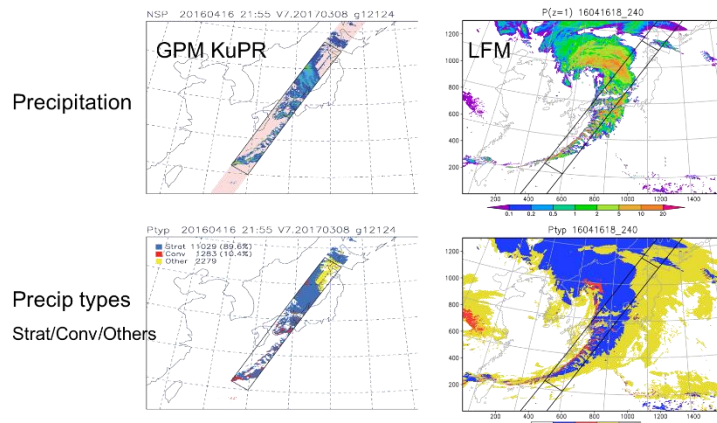 NSP 20160416 21:55 V7.20170308 g12124
GPM KuPR
P(z=1) 16041618_240
LFM
Precipitation
1200
1000
800
600
400
200
200 400 600 800 1000 1200 1400
0.1 0.2 0.5 1 2 5 10 20
Ptyp 20160416 21:55 V7.20170308 g12124
Strat 11029 (89.6%)
Conv 1283 (10.4%)
Other 2279
Ptyp 16041618_240
Precip types
Strat/Conv/Others
1200
1000
800
600
400
200
200 400 600 800 1000 1200 1400